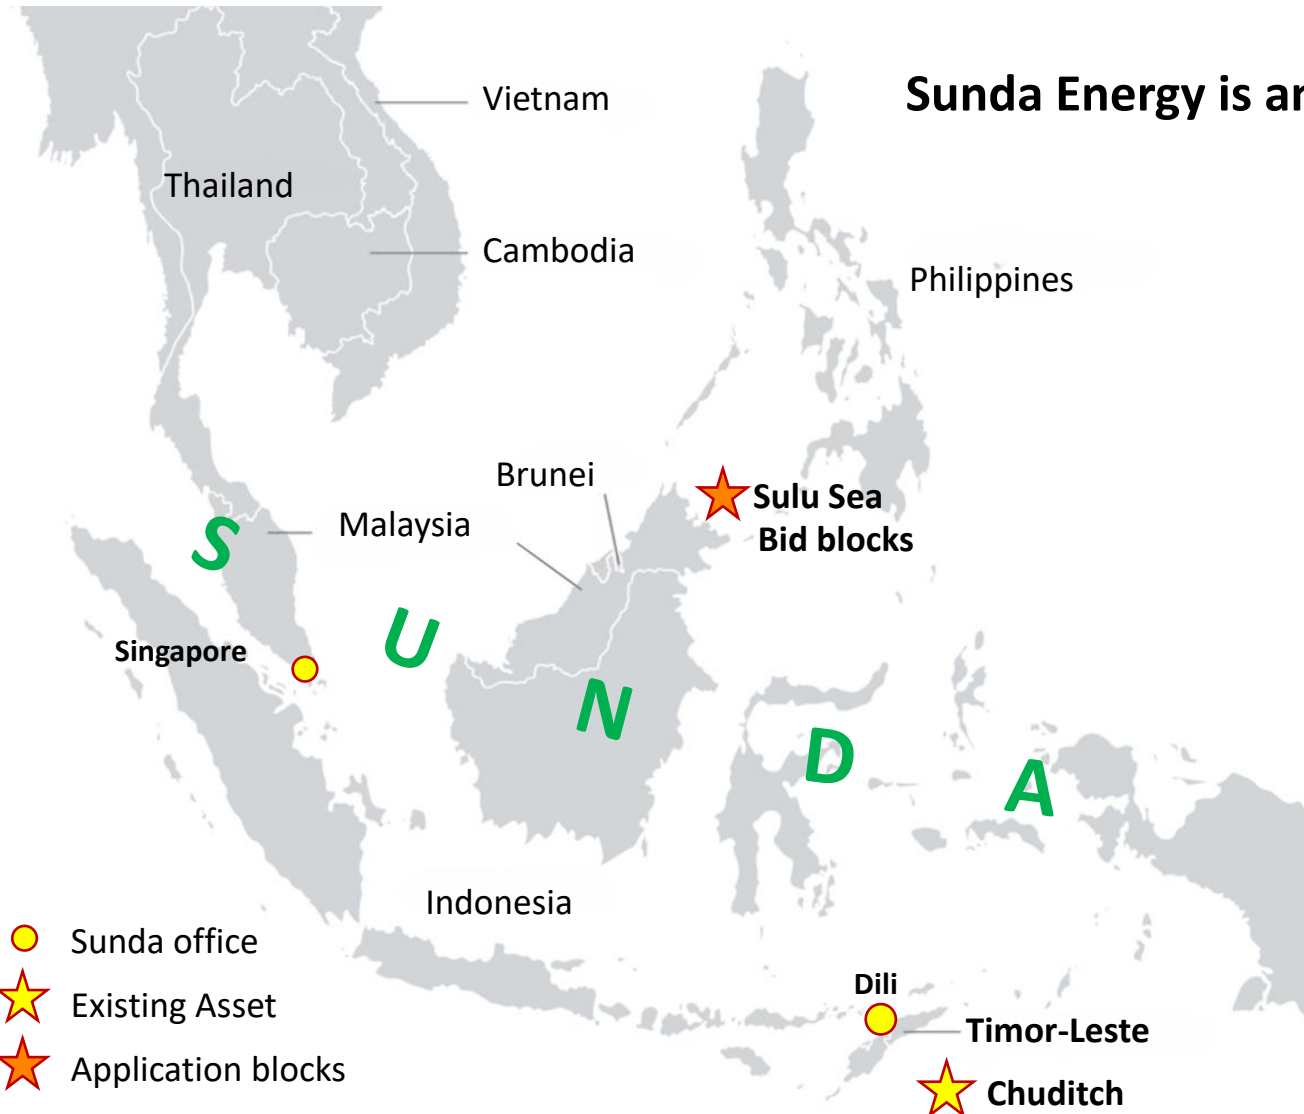 Sunda Energy is an
Vietnam
Thailand
Cambodia
Philippines
Brunei
Sulu Sea
Bid blocks
Malaysia
S
U
N
D
A
Singapore
Indonesia
Sunda office
Existing Asset
Application blocks
Dili
Timor-Leste
Chuditch